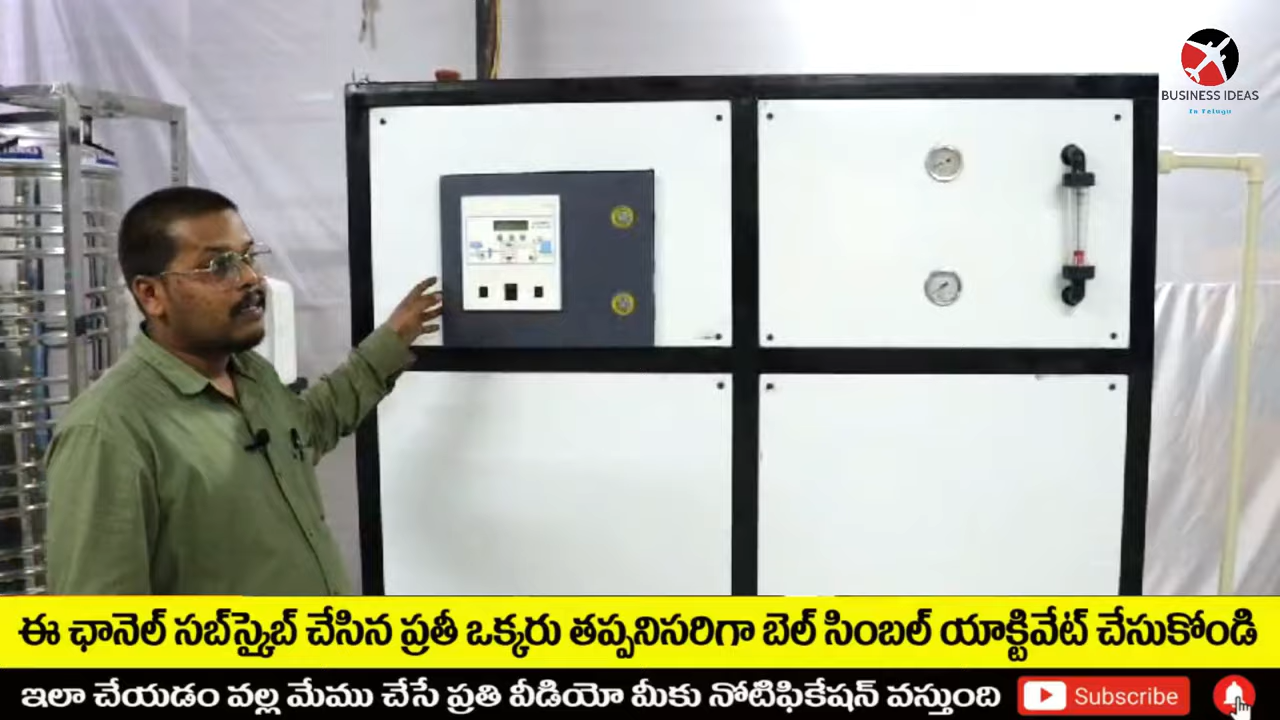 BUSINESS IDEAS
In Telugu
ఈ ఛానెల్ సబ్‌స్క్రైబ్ చేసిన ప్రతీ ఒక్కరు తప్పనిసరిగా బెల్ సింబల్ యాక్టివేట్ చేసుకోండి
ఇలా చేయడం వల్ల మేము చేసే ప్రతి వీడియో మీకు నోటిఫికేషన్ వస్తుంది
Subscribe